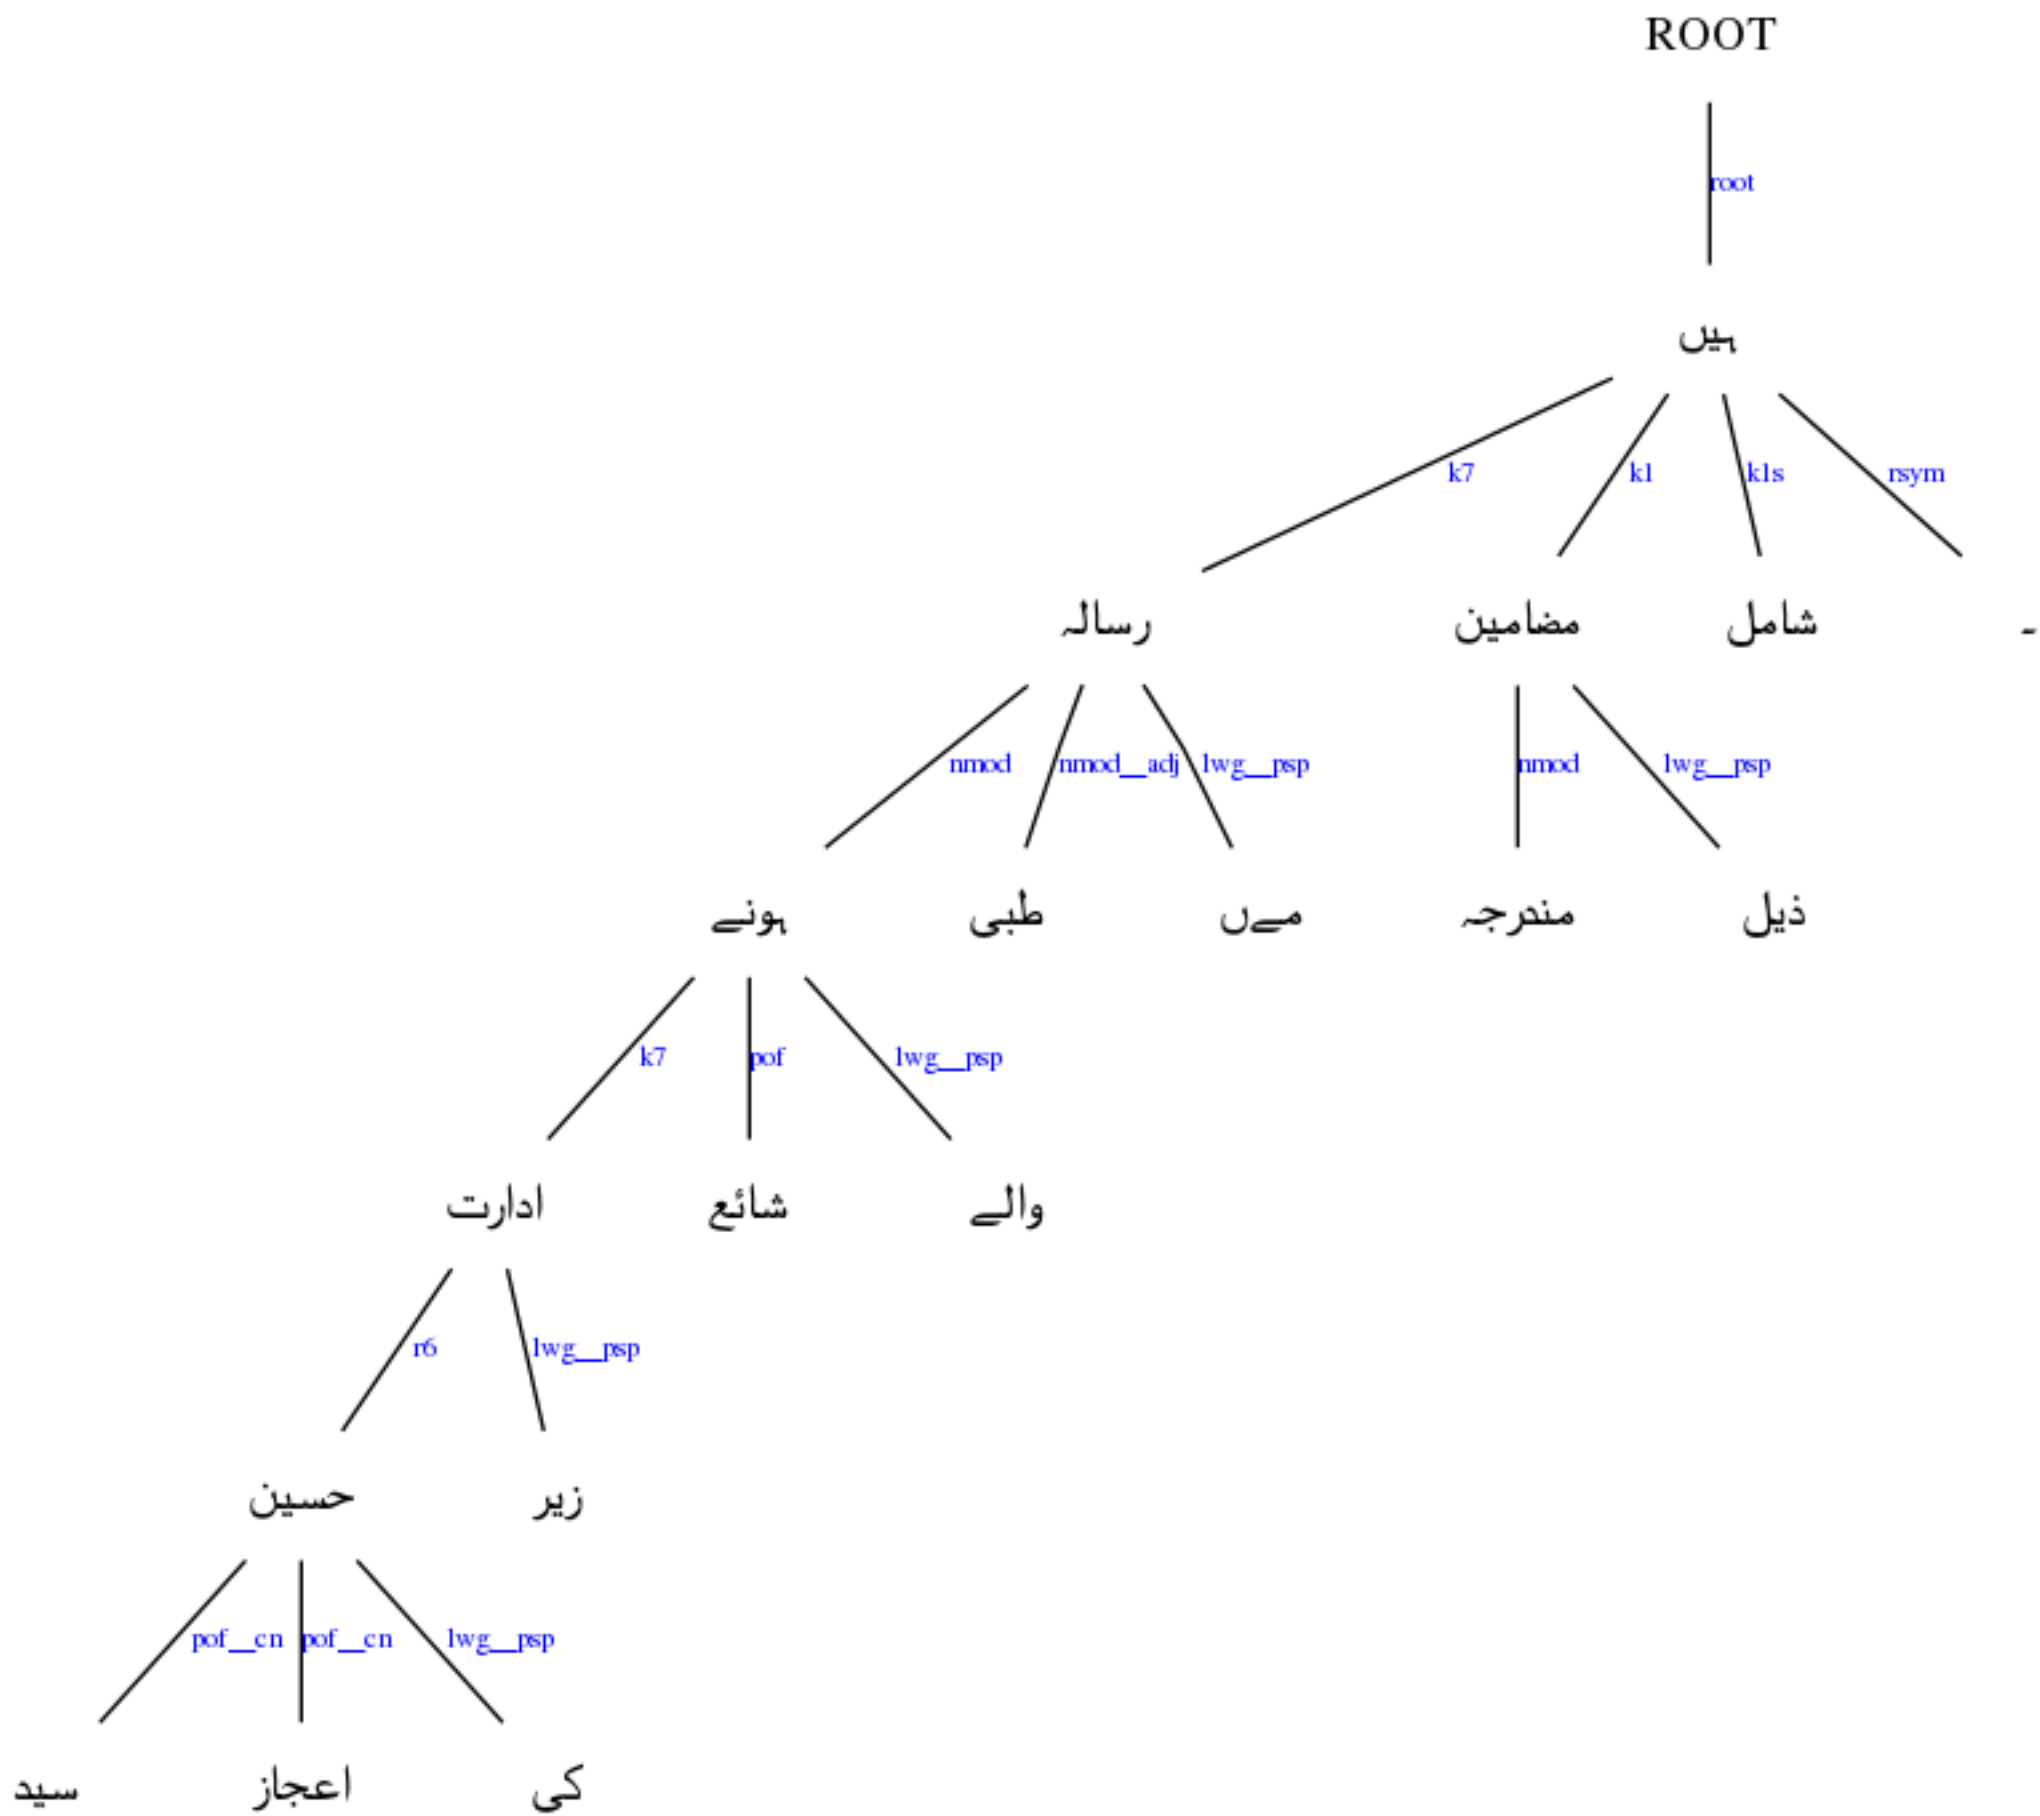 ROOT
root
ہیں
k7 k1 k1s rsym
رسالہ مضامین شامل ۔
nmod nmod__adj lwg__psp nmod lwg__psp
ہونے طبی مےں مندرجہ ذیل
k7 pof lwg__psp
ادارت شائع والے
r6 lwg__psp
حسین زیر
pof__cn pof__cn lwg__psp
سید اعجاز کی